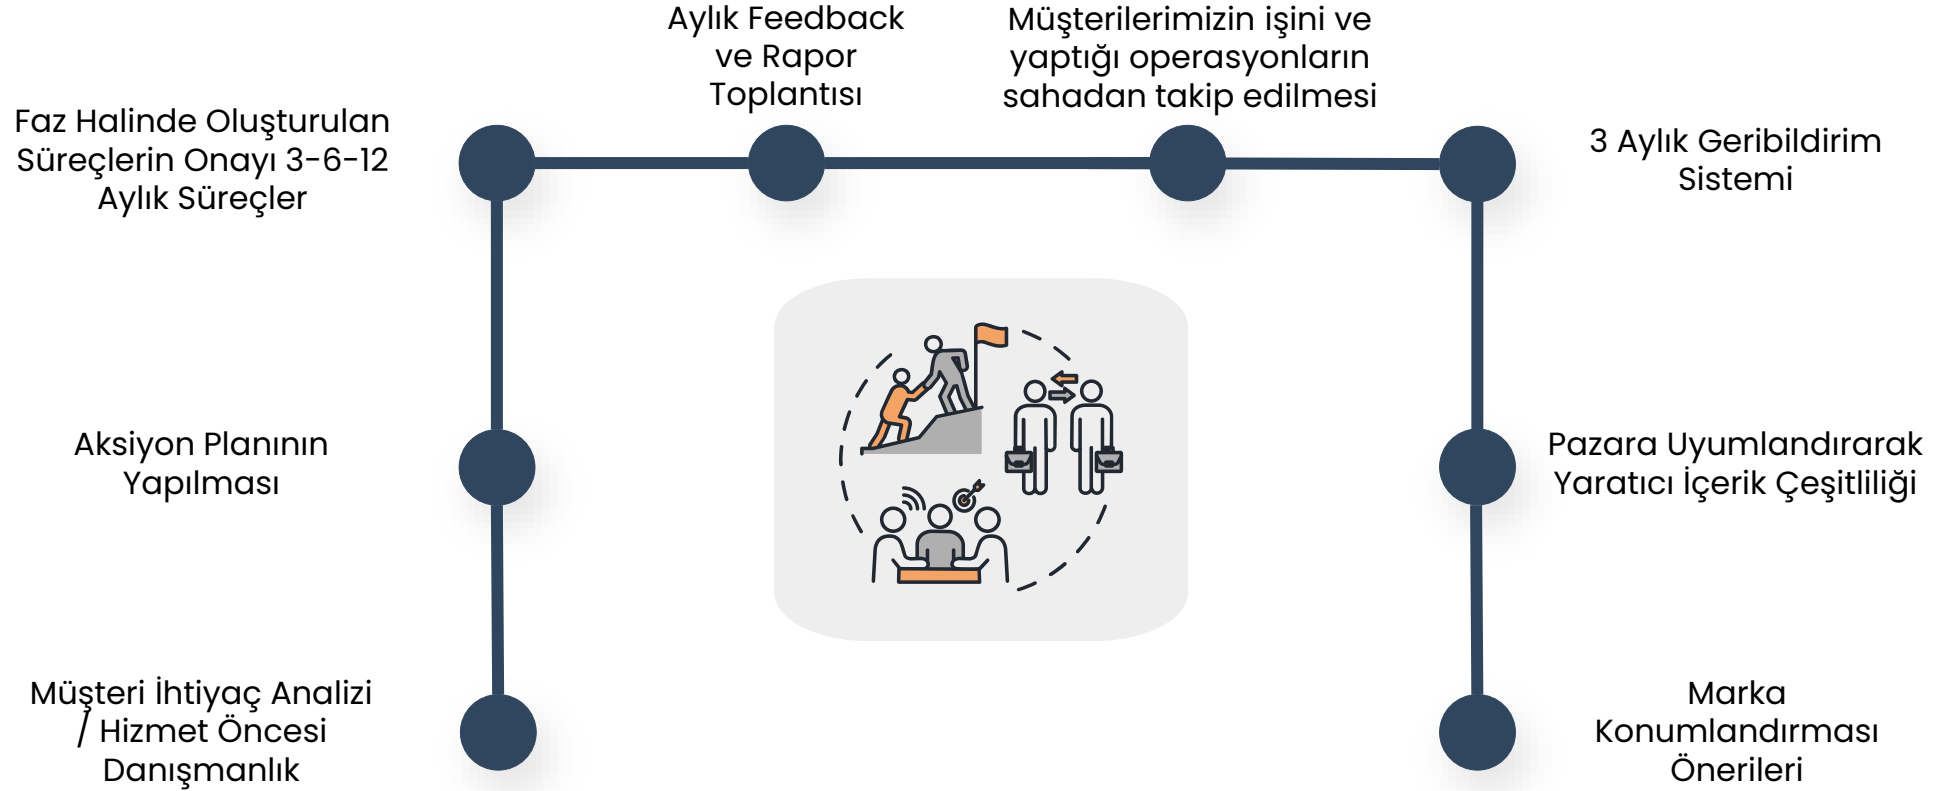 Aylık Feedback
ve Rapor
Toplantısı
Müşterilerimizin işini ve
yaptığı operasyonların
sahadan takip edilmesi
Faz Halinde Oluşturulan
Süreçlerin Onayı 3-6-12
Aylık Süreçler
3 Aylık Geribildirim
Sistemi
Aksiyon Planının
Yapılması
Pazara Uyumlandırarak
Yaratıcı İçerik Çeşitliliği
Müşteri İhtiyaç Analizi
/ Hizmet Öncesi
Danışmanlık
Marka
Konumlandırması
Önerileri